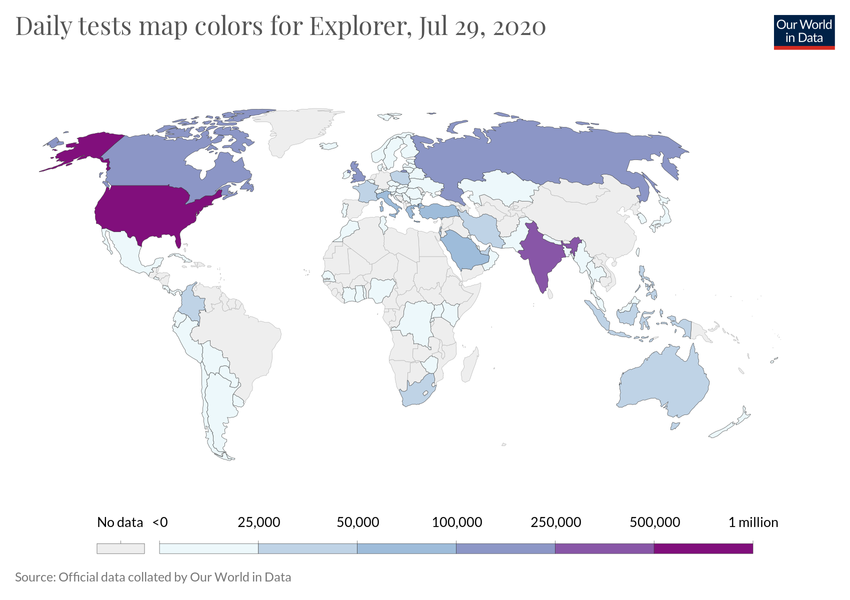 Daily tests map colors for Explorer, Jul 29, 2020
Our World
in Data
No data <0 25,000 50,000 100,000 250,000 500,000 1 million
Source: Official data collated by Our World in Data